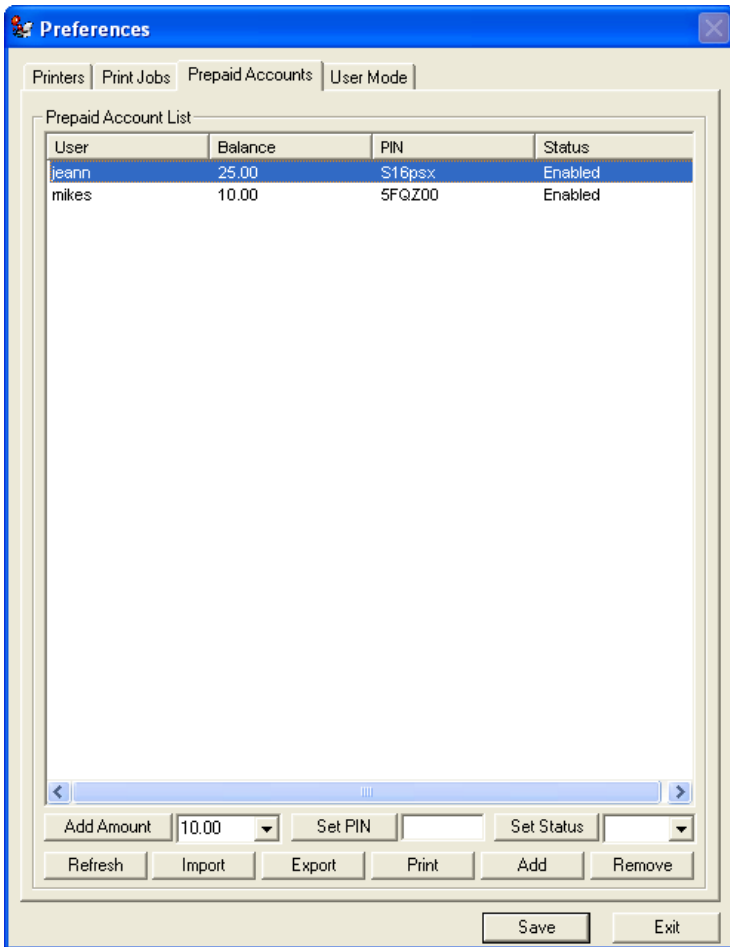 Preferences
Printers Print Jobs Prepaid Accounts User Mode
Prepaid Account List
User Balance PIN Status
jeann 25.00 S16psx Enabled
mikes 10.00 5FQZ00 Enabled
Add Amount 10.00 Set PIN Set Status
Refresh Import Export Print Add Remove
Save Exit